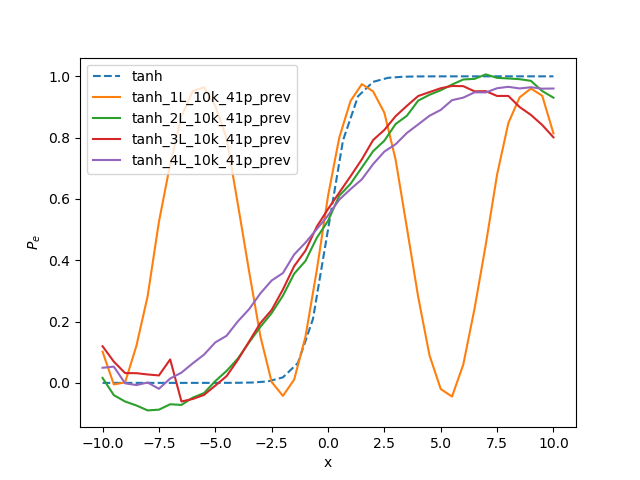 tanh
tanh_1L_10k_41p_prev
tanh_2L_10k_41p_prev
tanh_3L_10k_41p_prev
tanh_4L_10k_41p_prev
1.0
0.8
0.6
0.4
0.2
0.0
P_e
−10.0 −7.5 −5.0 −2.5 0.0 2.5 5.0 7.5 10.0
x